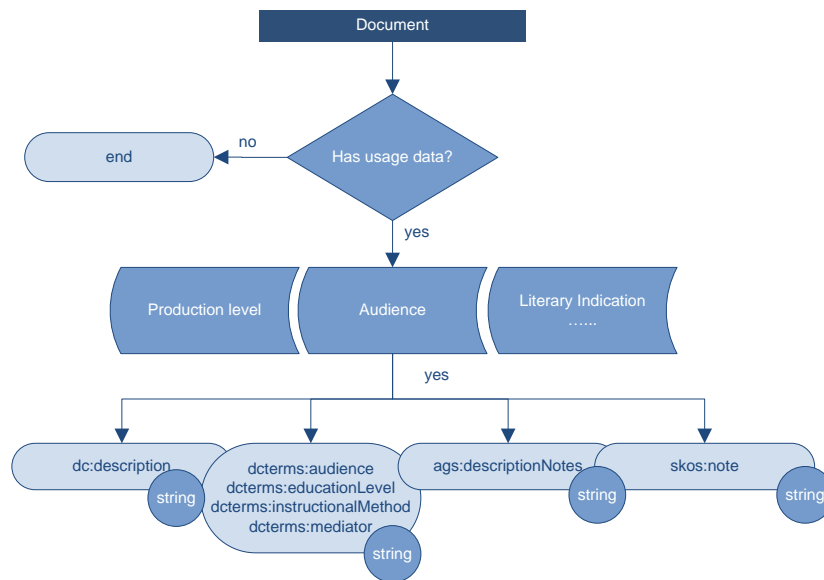 Document
Has usage data?
no
end
yes
Production level
Audience
Literary Indication
…...
yes
dc:description
string
dcterms:audience
dcterms:educationLevel
dcterms:instructionalMethod
dcterms:mediator
string
ags:descriptionNotes
string
skos:note
string